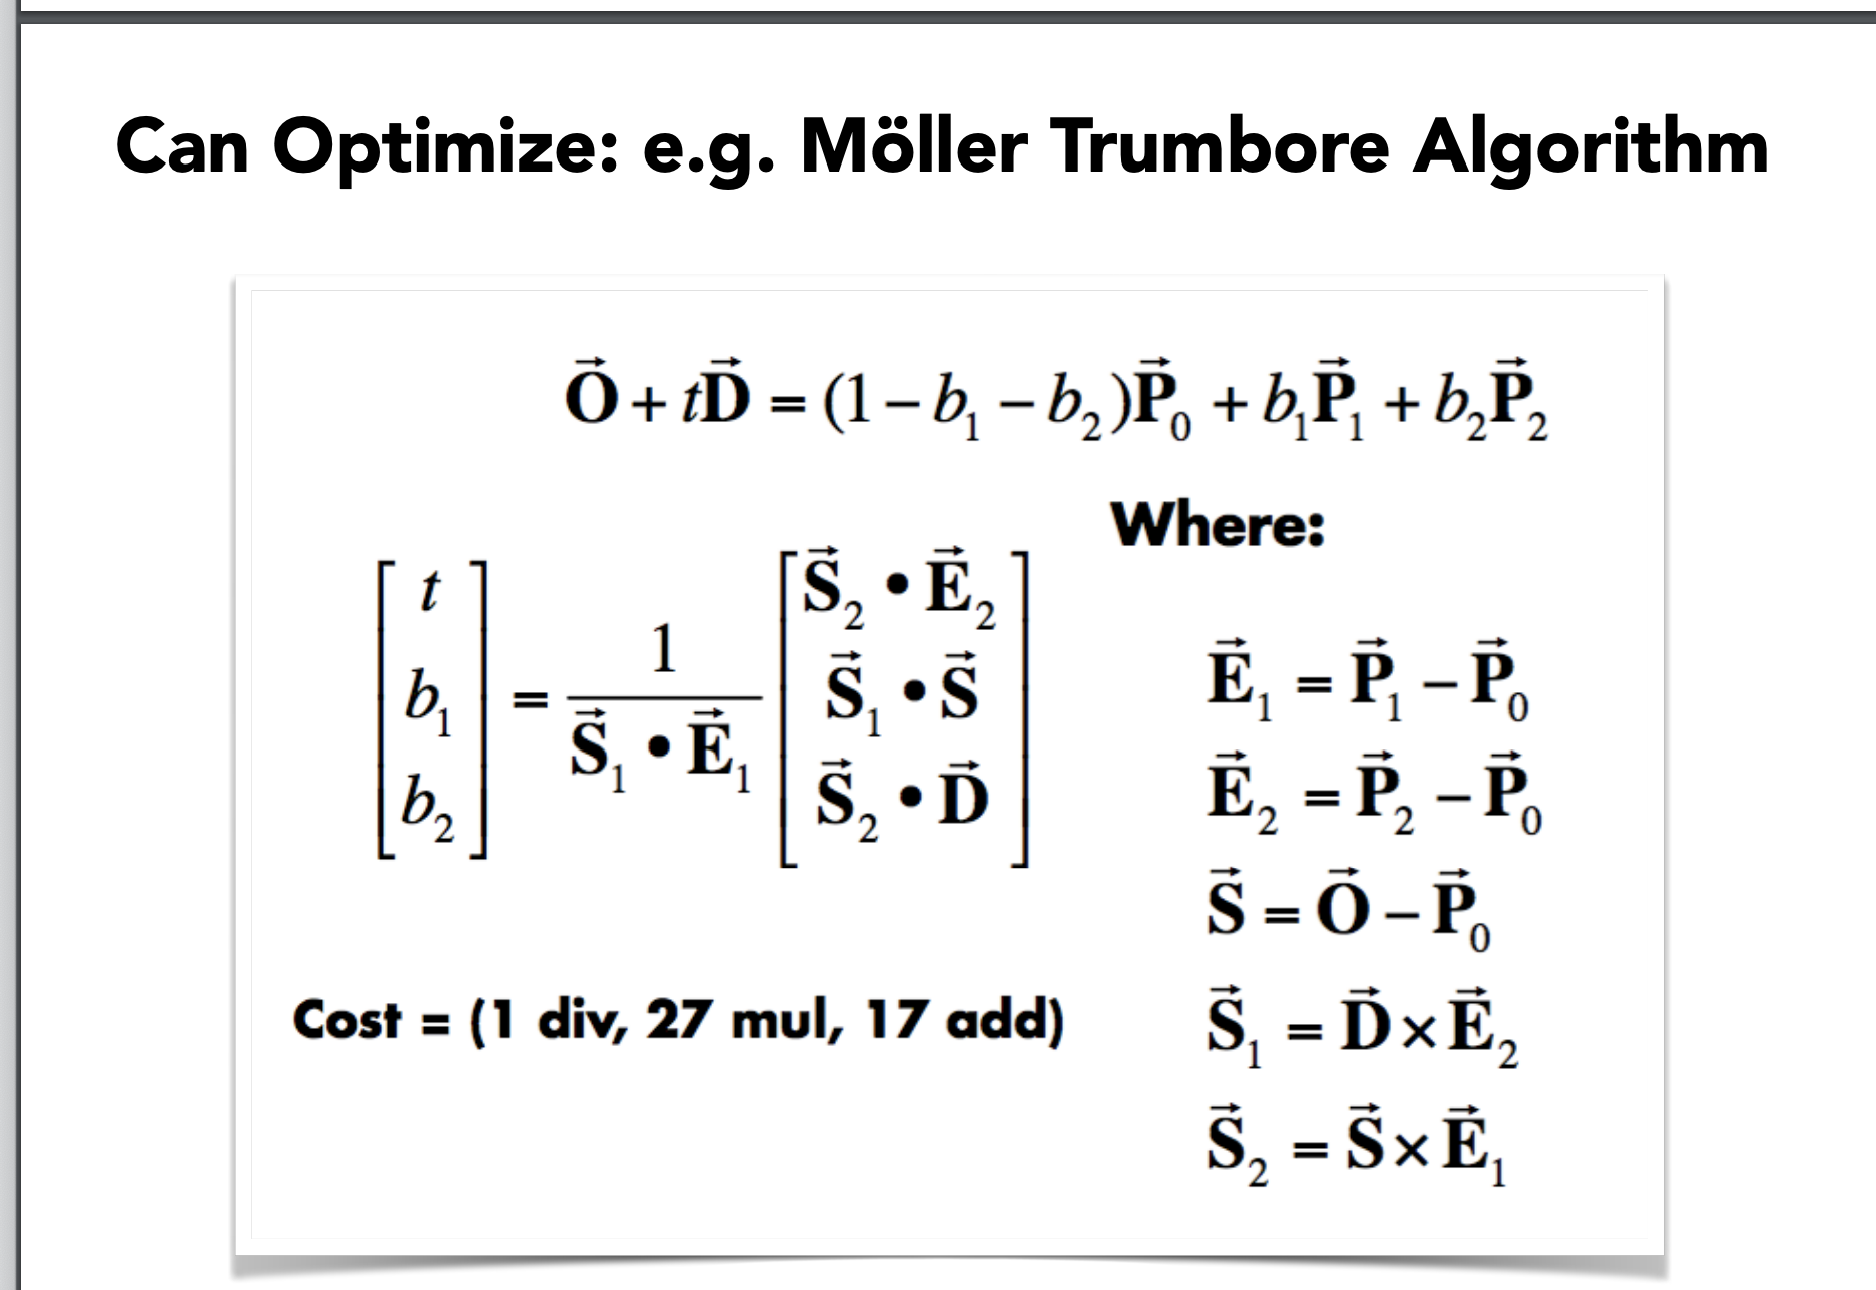 Can Optimize: e.g. Möller Trumbore Algorithm
$\vec{\mathbf{O}} + t\vec{\mathbf{D}} = (1 - b_1 - b_2)\vec{\mathbf{P}}_0 + b_1\vec{\mathbf{P}}_1 + b_2\vec{\mathbf{P}}_2$
$\begin{bmatrix} t \\ b_1 \\ b_2 \end{bmatrix} = \frac{1}{\vec{\mathbf{S}}_1 \bullet \vec{\mathbf{E}}_1} \begin{bmatrix} \vec{\mathbf{S}}_2 \bullet \vec{\mathbf{E}}_2 \\ \vec{\mathbf{S}}_1 \bullet \vec{\mathbf{S}} \\ \vec{\mathbf{S}}_2 \bullet \vec{\mathbf{D}} \end{bmatrix}$
Cost = (1 div, 27 mul, 17 add)
Where:
$\vec{\mathbf{E}}_1 = \vec{\mathbf{P}}_1 - \vec{\mathbf{P}}_0$
$\vec{\mathbf{E}}_2 = \vec{\mathbf{P}}_2 - \vec{\mathbf{P}}_0$
$\vec{\mathbf{S}} = \vec{\mathbf{O}} - \vec{\mathbf{P}}_0$
$\vec{\mathbf{S}}_1 = \vec{\mathbf{D}} \times \vec{\mathbf{E}}_2$
$\vec{\mathbf{S}}_2 = \vec{\mathbf{S}} \times \vec{\mathbf{E}}_1$